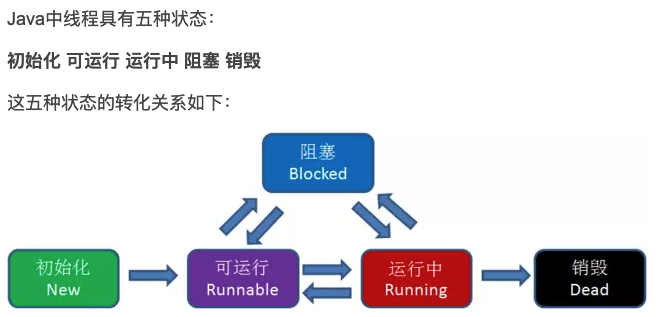 Java中线程具有五种状态：
初始化 可运行 运行中 阻塞 销毁
这五种状态的转化关系如下：
阻塞
Blocked
初始化
New
可运行
Runnable
运行中
Running
销毁
Dead